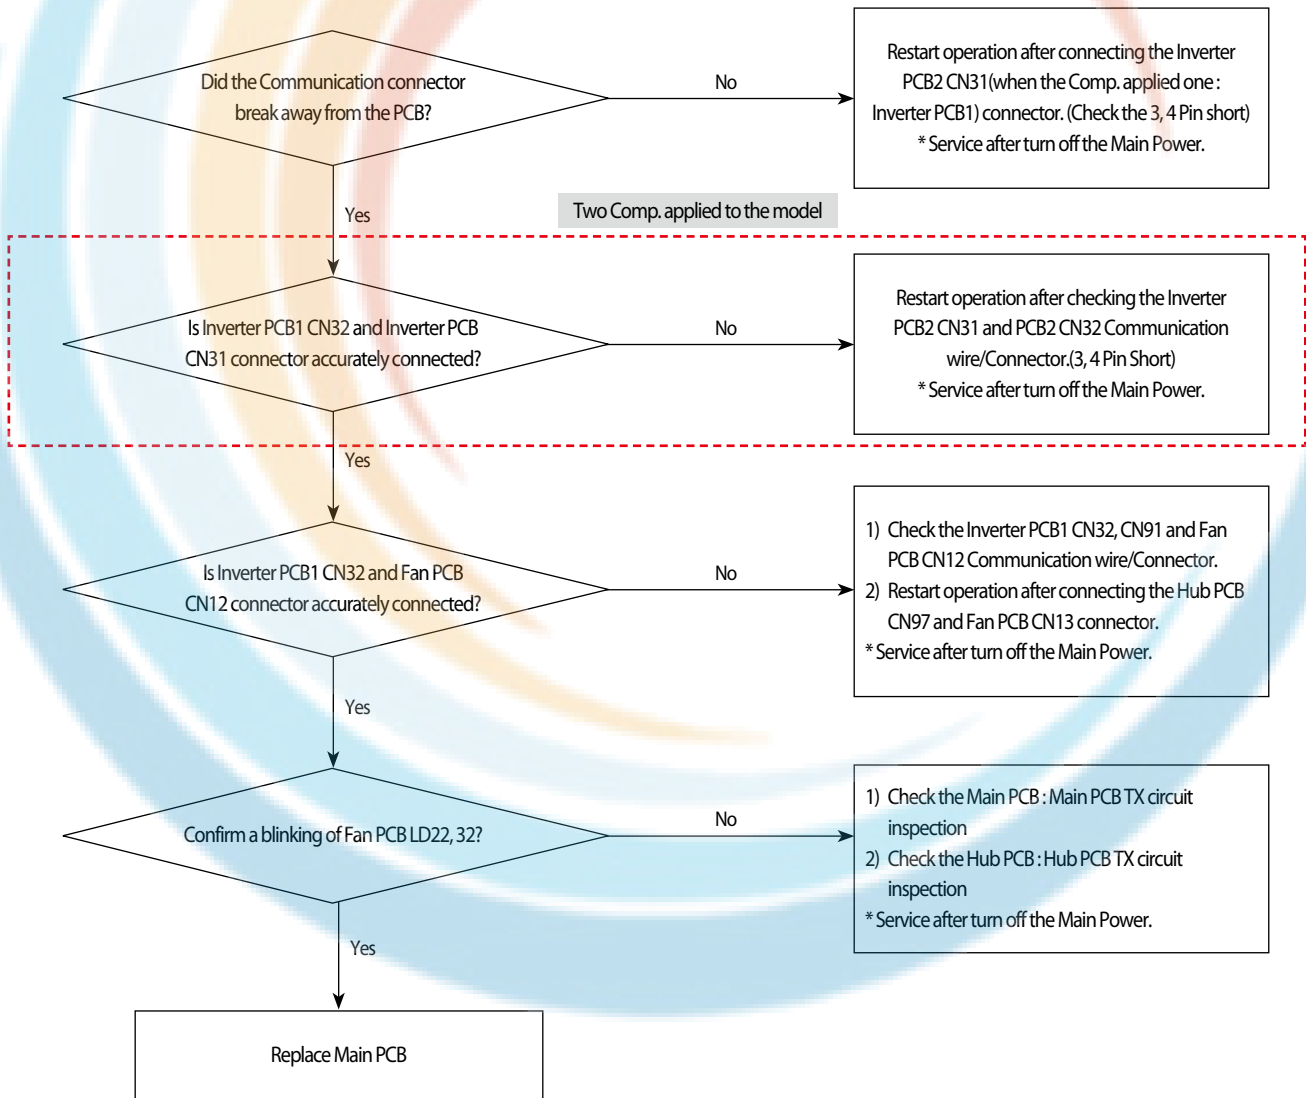 Did the Communication connector
break away from the PCB?
No
Restart operation after connecting the Inverter
PCB2 CN31(when the Comp. applied one :
Inverter PCB1) connector. (Check the 3, 4 Pin short)
* Service after turn off the Main Power.
Yes
Two Comp. applied to the model
Is Inverter PCB1 CN32 and Inverter PCB
CN31 connector accurately connected?
No
Restart operation after checking the Inverter
PCB2 CN31 and PCB2 CN32 Communication
wire/Connector.(3, 4 Pin Short)
* Service after turn off the Main Power.
Yes
Is Inverter PCB1 CN32 and Fan PCB
CN12 connector accurately connected?
No
1) Check the Inverter PCB1 CN32, CN91 and Fan
PCB CN12 Communication wire/Connector.
2) Restart operation after connecting the Hub PCB
CN97 and Fan PCB CN13 connector.
* Service after turn off the Main Power.
Yes
Confirm a blinking of Fan PCB LD22, 32?
No
1) Check the Main PCB : Main PCB TX circuit
inspection
2) Check the Hub PCB : Hub PCB TX circuit
inspection
* Service after turn off the Main Power.
Yes
Replace Main PCB